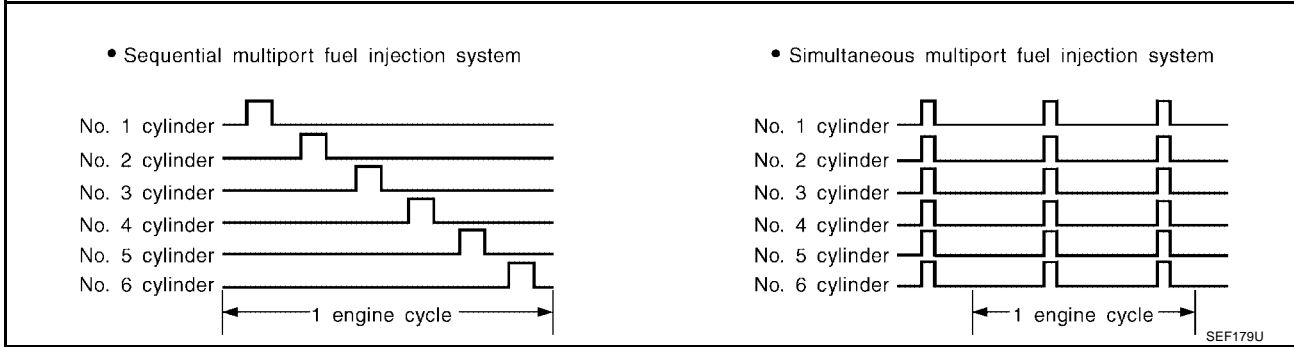 • Sequential multiport fuel injection system
No. 1 cylinder
No. 2 cylinder
No. 3 cylinder
No. 4 cylinder
No. 5 cylinder
No. 6 cylinder
1 engine cycle
• Simultaneous multiport fuel injection system
No. 1 cylinder
No. 2 cylinder
No. 3 cylinder
No. 4 cylinder
No. 5 cylinder
No. 6 cylinder
1 engine cycle
SEF179U